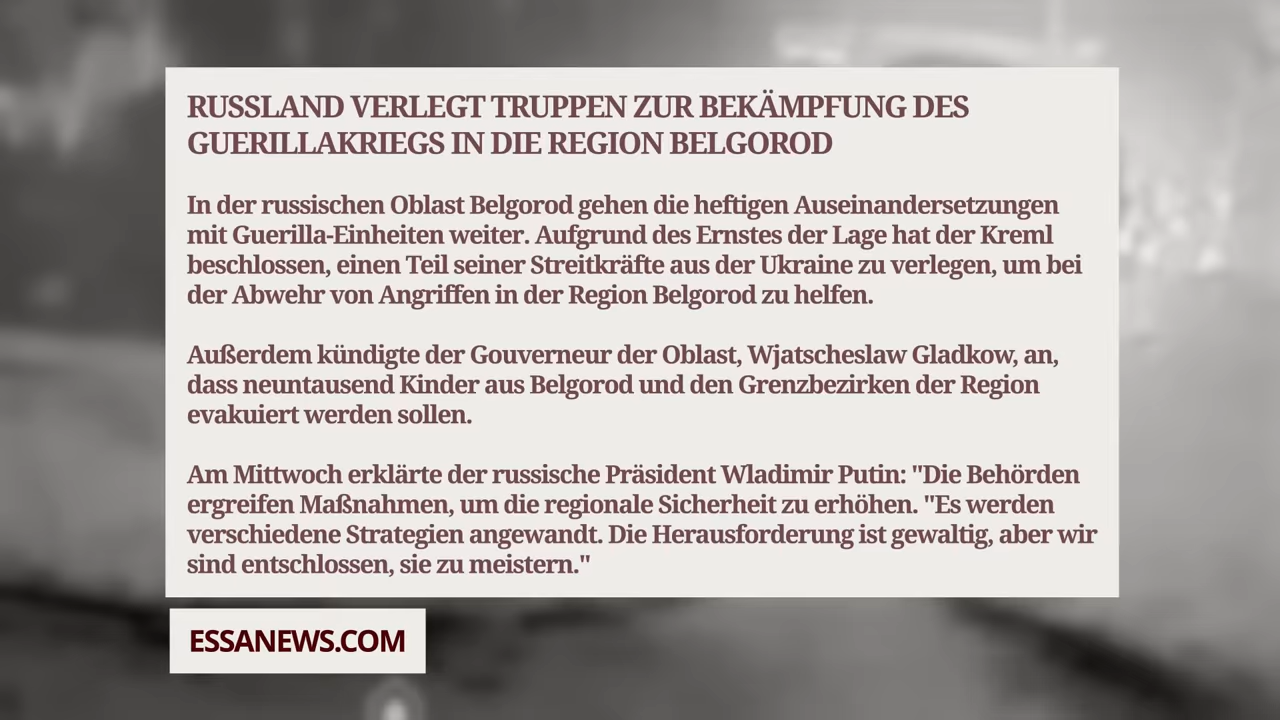 RUSSLAND VERLEGT TRUPPEN ZUR BEKÄMPFUNG DES
GUERILLAKRIEGS IN DIE REGION BELGOROD
In der russischen Oblast Belgorod gehen die heftigen Auseinandersetzungen
mit Guerilla-Einheiten weiter. Aufgrund des Ernstes der Lage hat der Kreml
beschlossen, einen Teil seiner Streitkräfte aus der Ukraine zu verlegen, um bei
der Abwehr von Angriffen in der Region Belgorod zu helfen.
Außerdem kündigte der Gouverneur der Oblast, Wjatscheslaw Gladkow, an,
dass neuntausend Kinder aus Belgorod und den Grenzbezirken der Region
evakuiert werden sollen.
Am Mittwoch erklärte der russische Präsident Wladimir Putin: "Die Behörden
ergreifen Maßnahmen, um die regionale Sicherheit zu erhöhen. "Es werden
verschiedene Strategien angewandt. Die Herausforderung ist gewaltig, aber wir
sind entschlossen, sie zu meistern."
ESSANEWS.COM